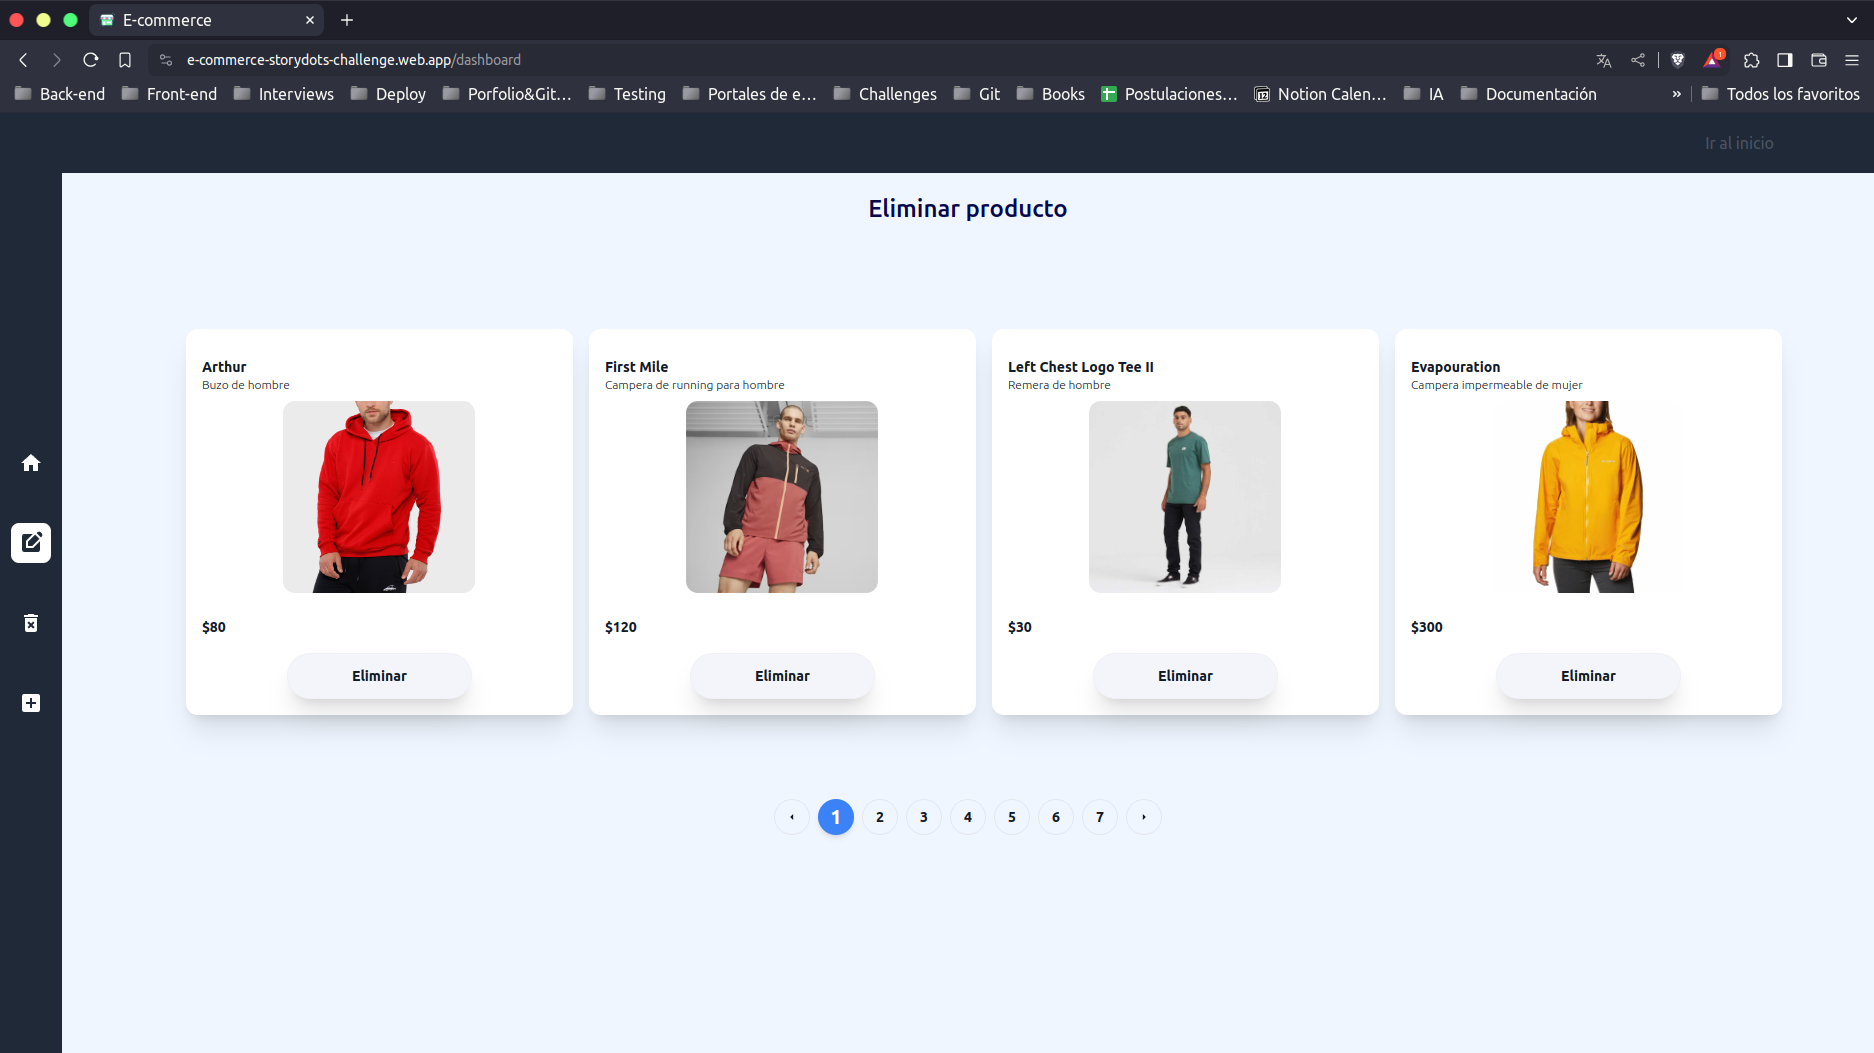 E-commerce
e-commerce-storydots-challenge.web.app/dashboard
1
Back-end Front-end Interviews Deploy Porfolio&Git... Testing Portales de e... Challenges Git Books Postulaciones... Notion Calen... IA Documentación » Todos los favoritos
Ir al inicio
Eliminar producto
Arthur
Buzo de hombre
$80
Eliminar
First Mile
Campera de running para hombre
$120
Eliminar
Left Chest Logo Tee II
Remera de hombre
$30
Eliminar
Evapouration
Campera impermeable de mujer
$300
Eliminar
1 2 3 4 5 6 7